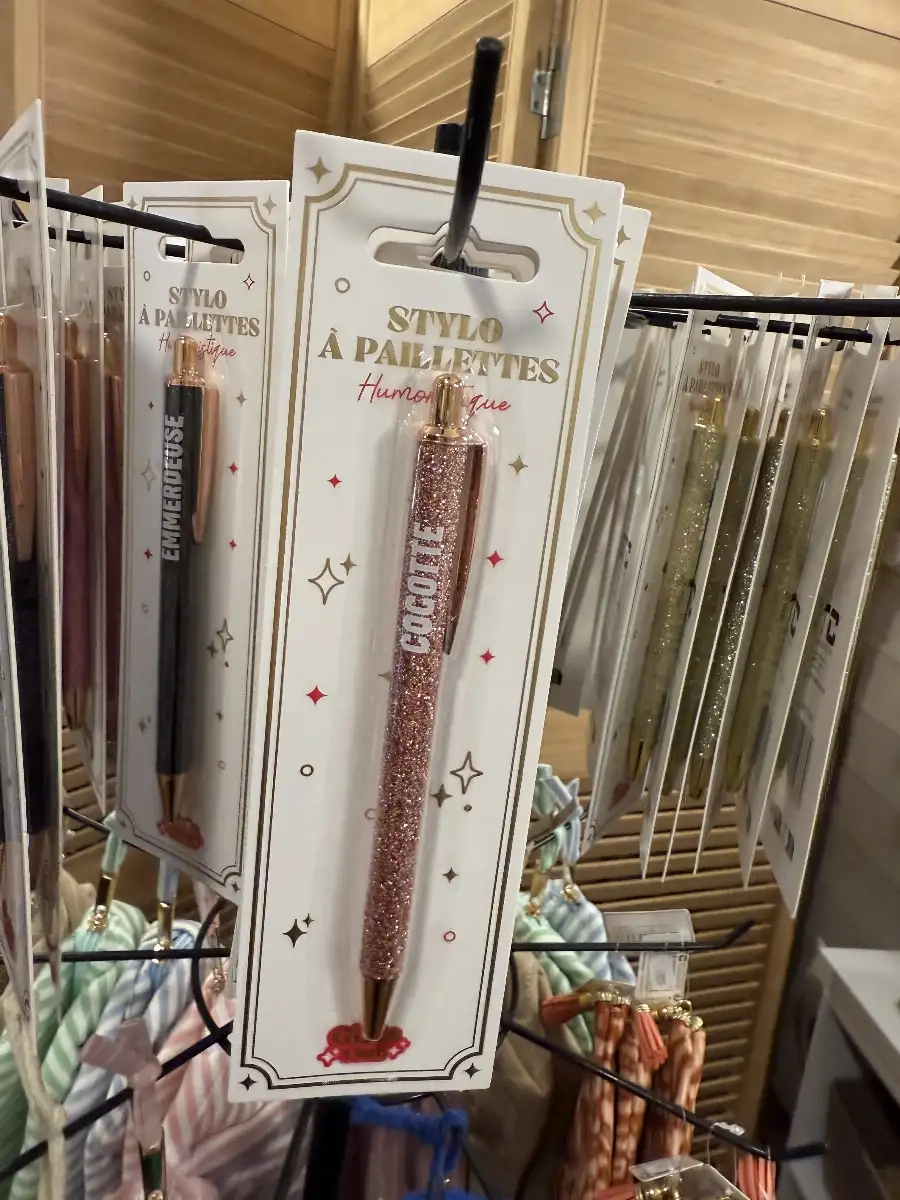 STYLO
À PAILLETTES
Humoristique
EMMERDEUSE
STYLO
À PAILLETTES
COCOTTE
STYLO
À PAILLETTES